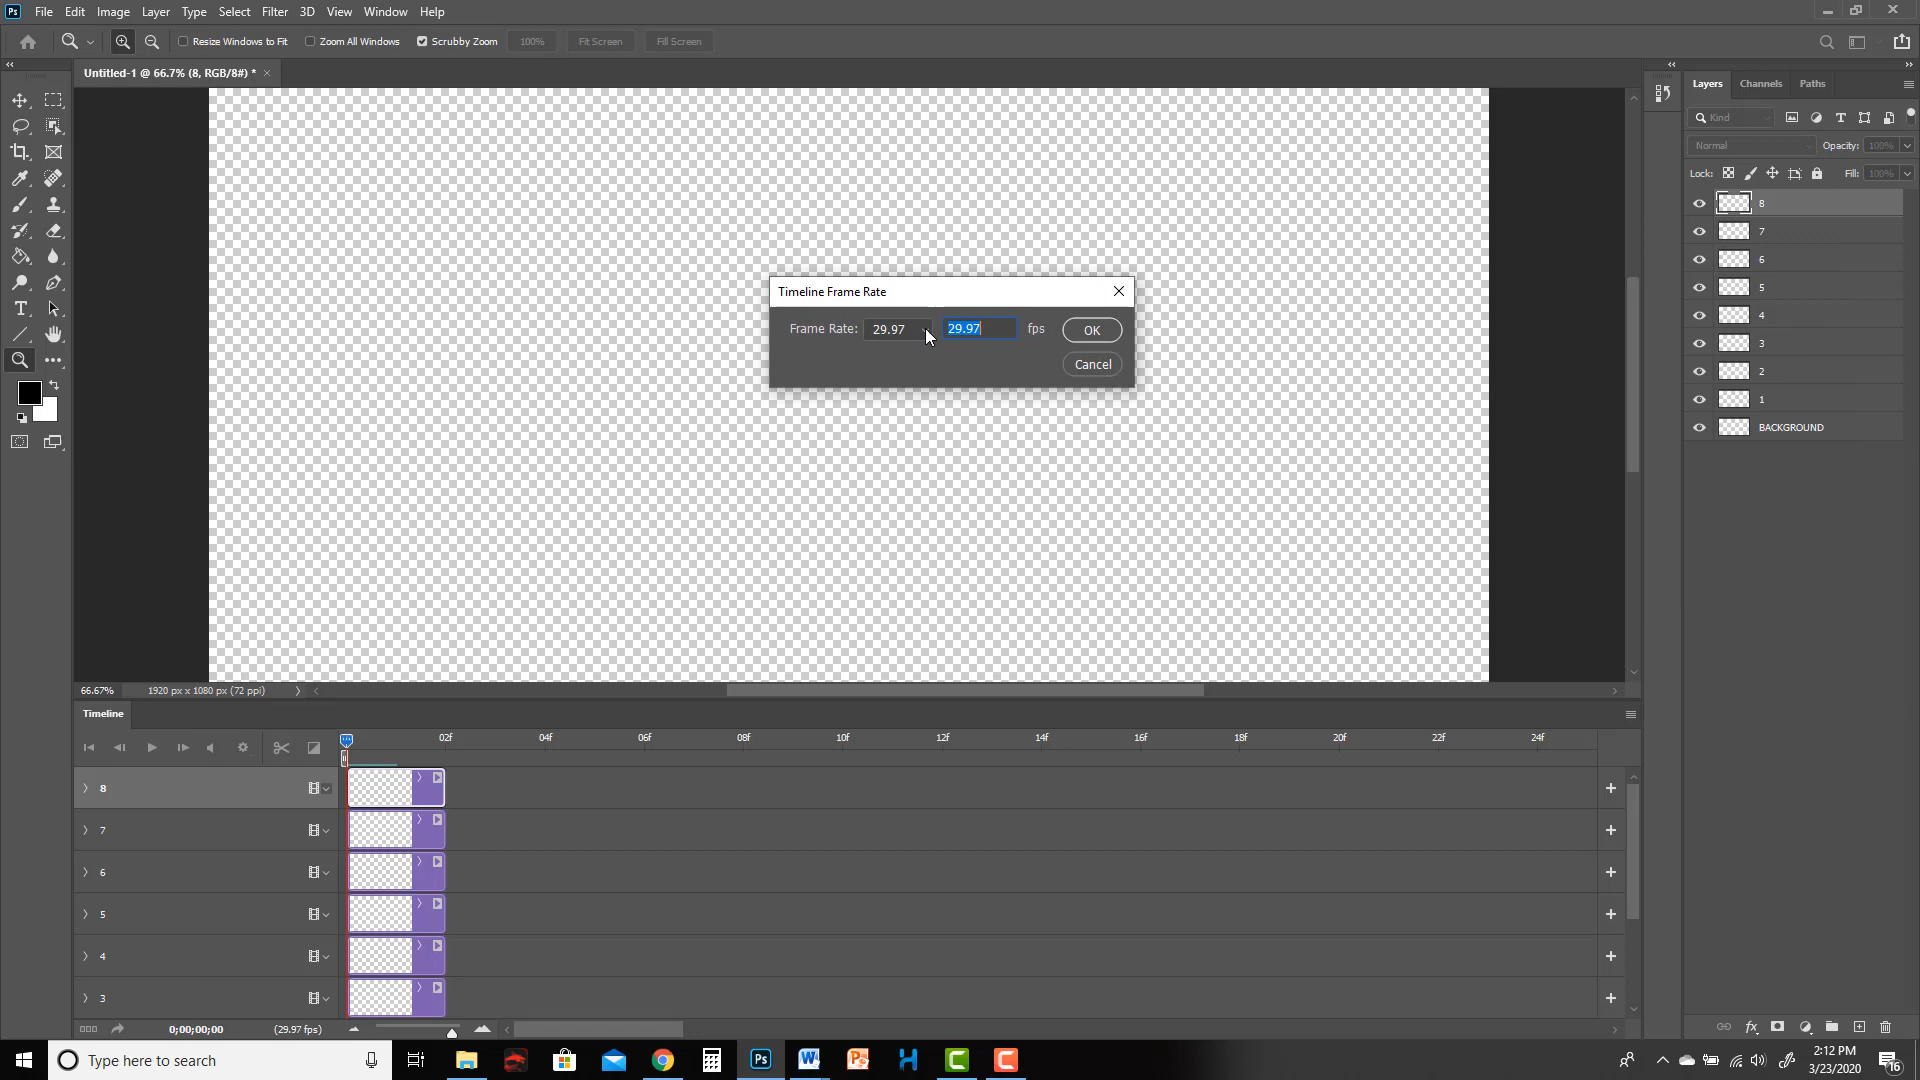 Ps File Edit Image Layer Type Select Filter 3D View Window Help
Resize Windows to Fit Zoom All Windows Scrubby Zoom 100% Fit Screen Fill Screen
Untitled-1 @ 66.7% (8, RGB/8#) * ×
Layers Channels Paths
Kind
Normal Opacity: 100%
Lock: Fill: 100%
8
7
6
5
4
3
2
1
BACKGROUND
Timeline Frame Rate
Frame Rate: 29.97 29.97 fps OK
Cancel
66.67% 1920 px x 1080 px (72 ppi)
Timeline
02f 04f 06f 08f 10f 12f 14f 16f 18f 20f 22f 24f
8
7
6
5
4
3
0;00;00;00 (29.97 fps)
Type here to search
2:12 PM
3/23/2020
16